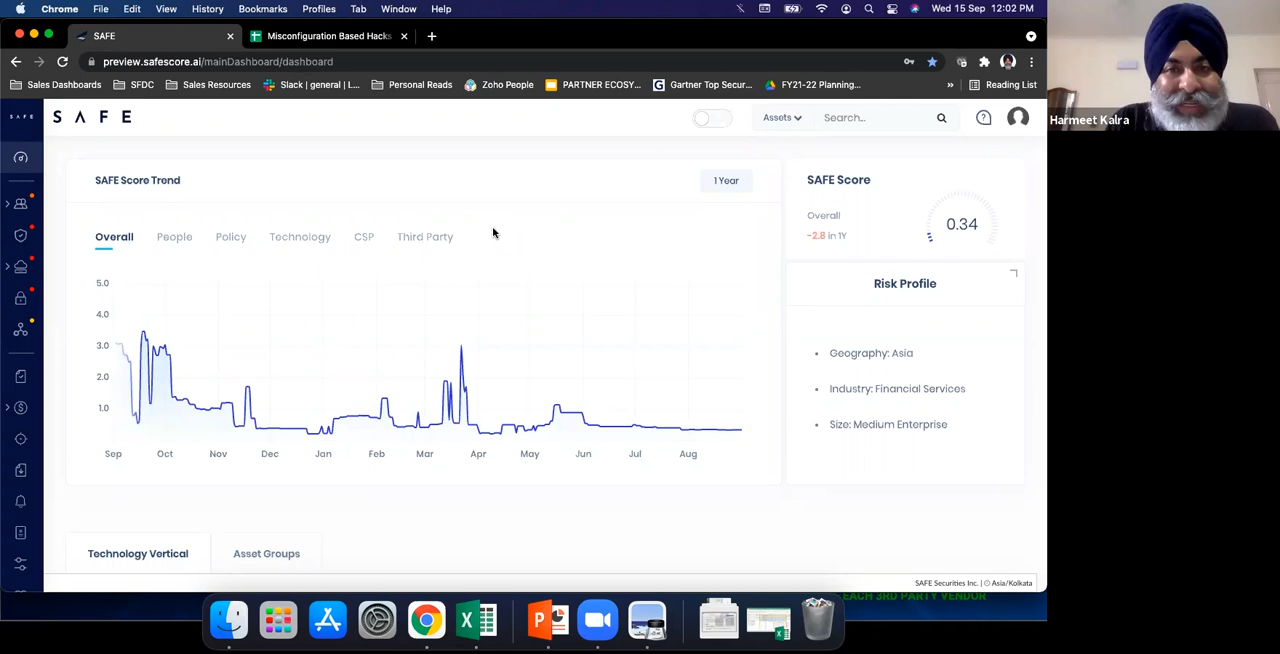 Chrome File Edit View History Bookmarks Profiles Tab Window Help Wed 15 Sep 12:02 PM
SAFE Misconfiguration Based Hacks
preview.safescore.ai/mainDashboard/dashboard
Sales Dashboards SFDC Sales Resources Slack | general | L... Personal Reads Zoho People PARTNER ECOSY... Gartner Top Secur... FY21-22 Planning... » Reading List
Harmeet Kalra
SAFE SAFE Assets Search...
SAFE Score Trend 1 Year
SAFE Score
Overall
-2.8 in 1Y
0.34
Overall People Policy Technology CSP Third Party
Risk Profile
5.0
4.0
3.0
2.0
1.0
Sep Oct Nov Dec Jan Feb Mar Apr May Jun Jul Aug
• Geography: Asia
• Industry: Financial Services
• Size: Medium Enterprise
Technology Vertical Asset Groups
SAFE Securities Inc. | Asia/Kolkata
EACH 3RD PARTY VENDOR